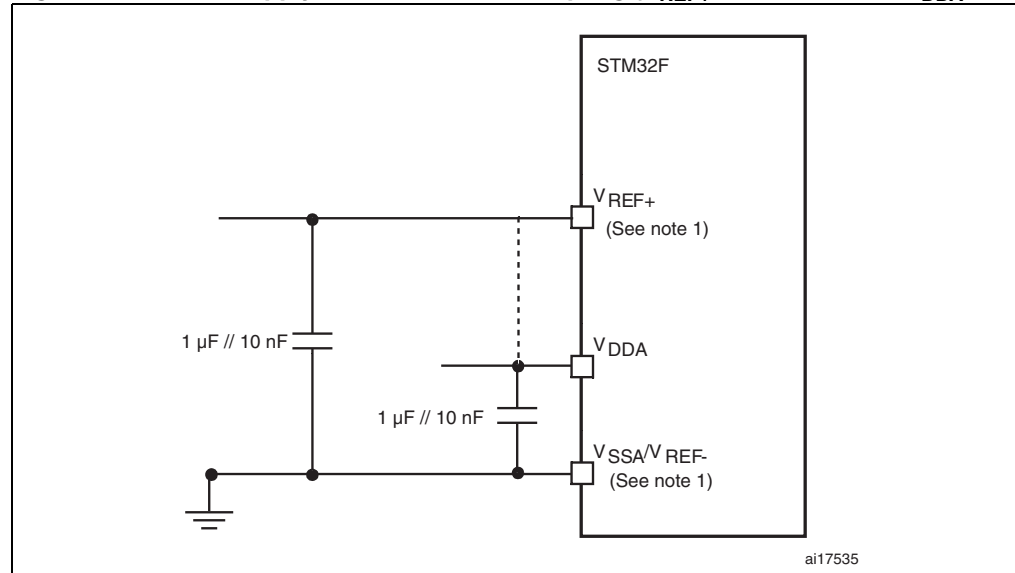 STM32F
VREF+
(See note 1)
1 µF // 10 nF
VDDA
1 µF // 10 nF
VSSA/VREF-
(See note 1)
ai17535